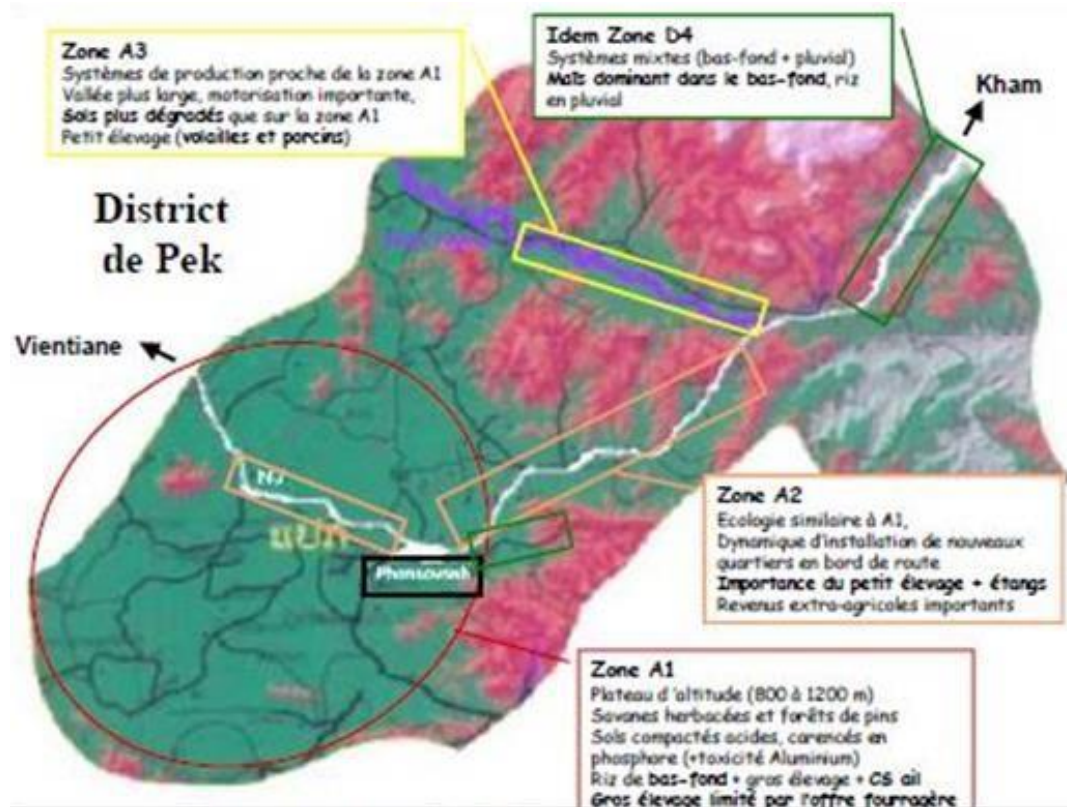 Zone A3
Systèmes de production proche de la zone A1
Vallée plus large, motorisation importante,
Sols plus dégradés que sur la zone A1
Petit élevage (volailles et porcins)
Idem Zone D4
Systèmes mixtes (bas-fond + pluvial)
Maïs dominant dans le bas-fond, riz
en pluvial
Kham
District
de Pek
Vientiane
Zone A2
Ecologie similaire à A1,
Dynamique d'installation de nouveaux
quartiers en bord de route
Importance du petit élevage + étangs
Revenus extra-agricoles importants
Zone A1
Plateau d'altitude (800 à 1200 m)
Savanes herbacées et forêts de pins
Sols compactés acides, carencés en
phosphore (+toxicité Aluminium)
Riz de bas-fond + gros élevage + CS ail
Gros élevage limité par l'offre fourragère